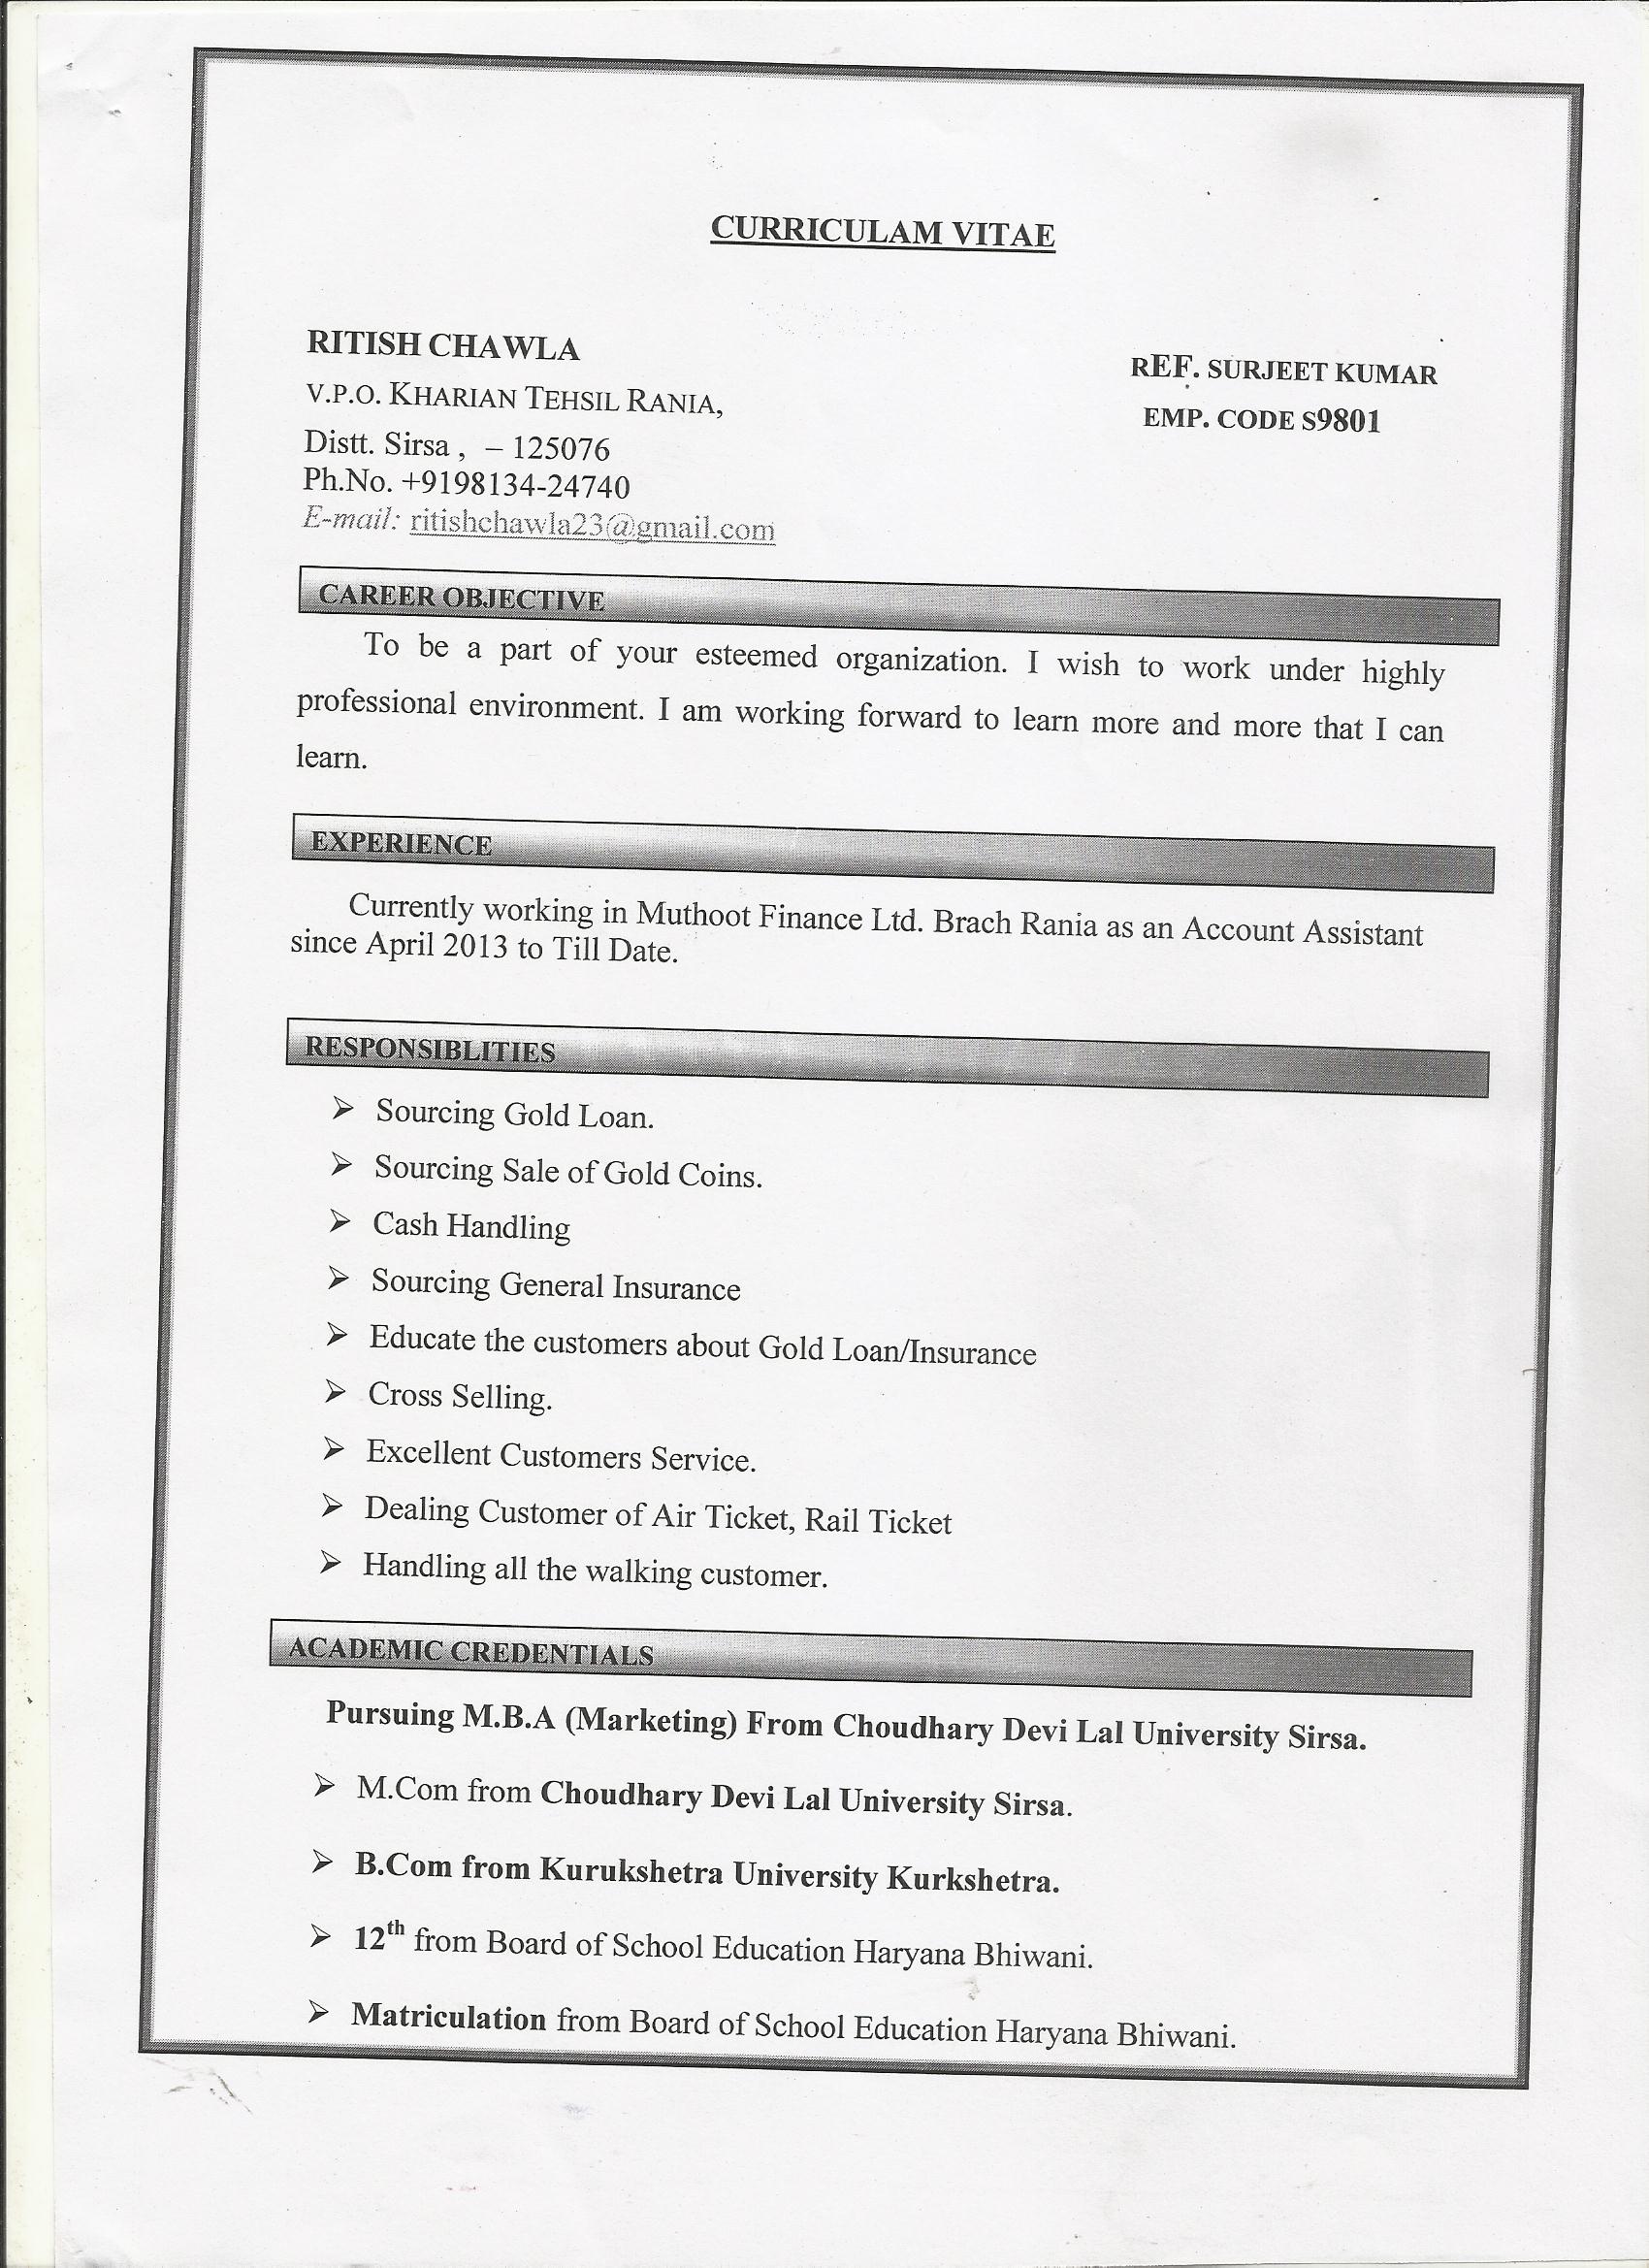 CURRICULAM VITAE
RITISH CHAWLA
REF. SURJEET KUMAR
V.P.O. KHARIAN TEHSIL RANIA,
EMP. CODE S9801
Distt. Sirsa , – 125076
Ph.No. +9198134-24740
E-mail: ritishchawla23@gmail.com
CAREER OBJECTIVE
To be a part of your esteemed organization. I wish to work under highly
professional environment. I am working forward to learn more and more that I can
learn.
EXPERIENCE
Currently working in Muthoot Finance Ltd. Brach Rania as an Account Assistant
since April 2013 to Till Date.
RESPONSIBLITIES
➢ Sourcing Gold Loan.
➢ Sourcing Sale of Gold Coins.
➢ Cash Handling
➢ Sourcing General Insurance
➢ Educate the customers about Gold Loan/Insurance
➢ Cross Selling.
➢ Excellent Customers Service.
➢ Dealing Customer of Air Ticket, Rail Ticket
➢ Handling all the walking customer.
ACADEMIC CREDENTIALS
Pursuing M.B.A (Marketing) From Choudhary Devi Lal University Sirsa.
➢ M.Com from Choudhary Devi Lal University Sirsa.
➢ B.Com from Kurukshetra University Kurkshetra.
➢ 12th from Board of School Education Haryana Bhiwani.
➢ Matriculation from Board of School Education Haryana Bhiwani.